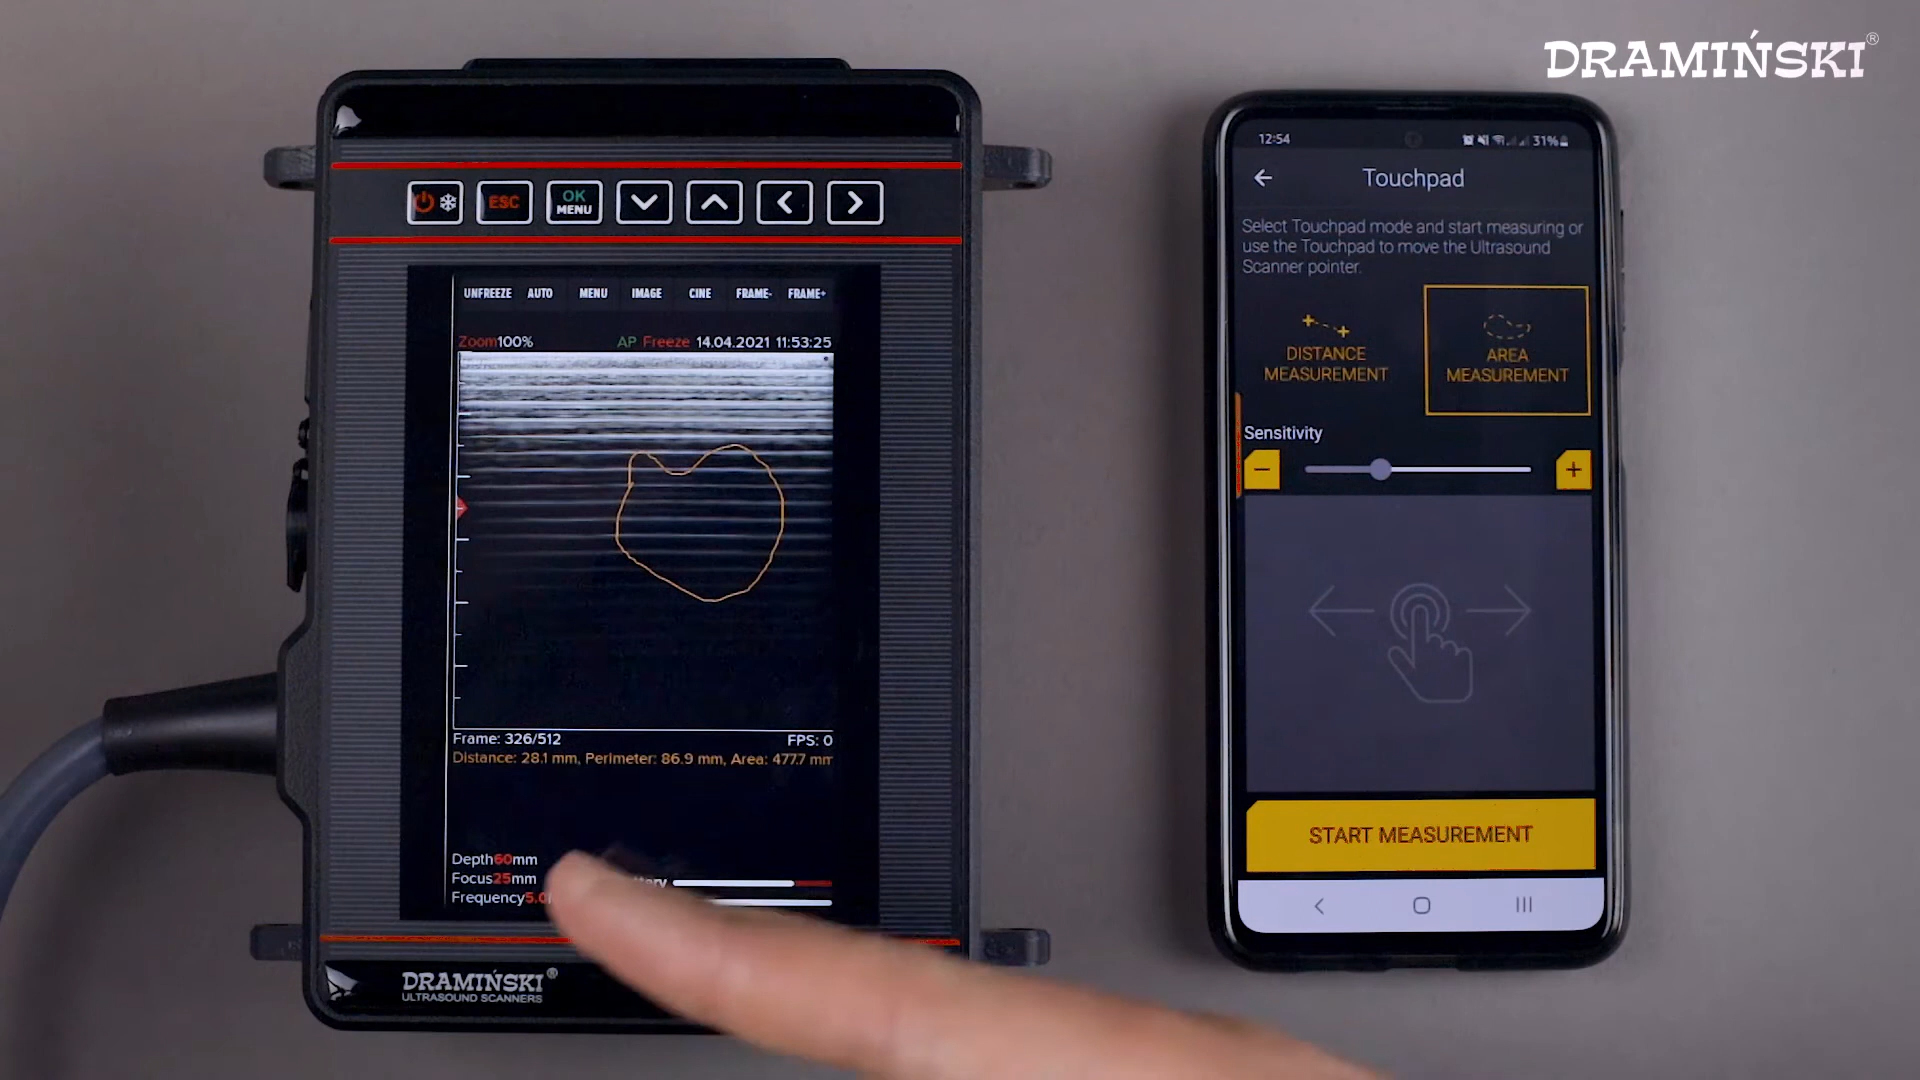 DRAMIŃSKI®
ESC
OK
MENU
UNFREEZE AUTO MENU IMAGE CINE FRAME- FRAME+
Zoom100% AP Freeze 14.04.2021 11:53:25
Frame: 326/512 FPS: 0
Distance: 28.1 mm, Perimeter: 86.9 mm, Area: 477.7 mm
Depth60mm
Focus25mm
Frequency5.0
DRAMIŃSKI®
ULTRASOUND SCANNERS
12:54 31%
Touchpad
Select Touchpad mode and start measuring or
use the Touchpad to move the Ultrasound
Scanner pointer.
DISTANCE
MEASUREMENT
AREA
MEASUREMENT
Sensitivity
START MEASUREMENT